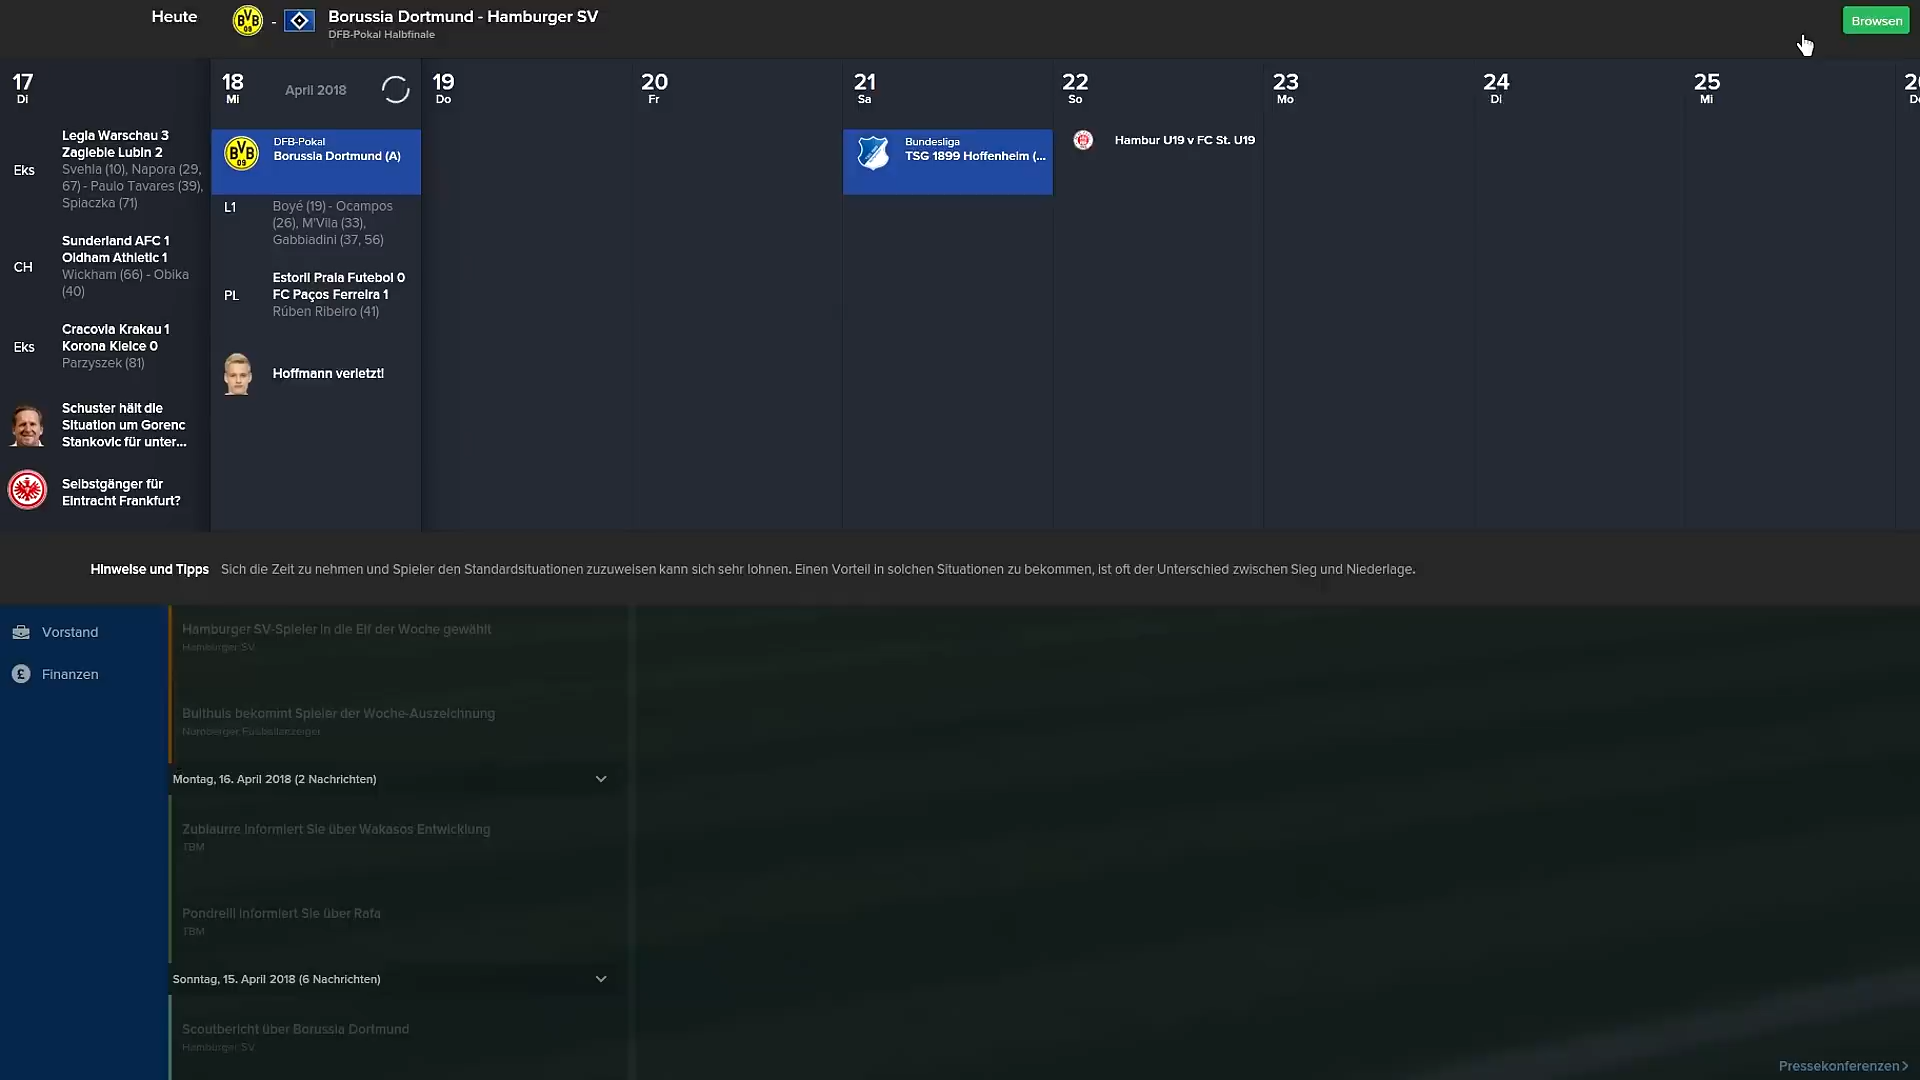 Heute
Borussia Dortmund - Hamburger SV
DFB-Pokal Halbfinale
Browsen
17
Di
18
Mi
April 2018
19
Do
20
Fr
21
Sa
22
So
23
Mo
24
Di
25
Mi
Eks
Legia Warschau 3
Zaglebie Lubin 2
Svehla (10), Napora (29,
67) - Paulo Tavares (39),
Spiaczka (71)
CH
Sunderland AFC 1
Oldham Athletic 1
Wickham (66) - Obika
(40)
Eks
Cracovia Krakau 1
Korona Kielce 0
Parzyszek (81)
Schuster hält die
Situation um Gorenc
Stankovic für unter...
Selbstgänger für
Eintracht Frankfurt?
DFB-Pokal
Borussia Dortmund (A)
L1
Boyé (19) - Ocampos
(26), M'Vila (33),
Gabbiadini (37, 56)
PL
Estoril Praia Futebol 0
FC Paços Ferreira 1
Rúben Ribeiro (41)
Hoffmann verletzt!
Bundesliga
TSG 1899 Hoffenheim (...
Hambur U19 v FC St. U19
Hinweise und Tipps
Sich die Zeit zu nehmen und Spieler den Standardsituationen zuzuweisen kann sich sehr lohnen. Einen Vorteil in solchen Situationen zu bekommen, ist oft der Unterschied zwischen Sieg und Niederlage.
Vorstand
Finanzen
Hamburger SV-Spieler in die Elf der Woche gewählt
Hamburger SV
Bulthuis bekommt Spieler der Woche-Auszeichnung
Nürnberger Fussballanzeiger
Montag, 16. April 2018 (2 Nachrichten)
Zubiaurre informiert Sie über Wakasos Entwicklung
TBM
Pondrelli informiert Sie über Rafa
TBM
Sonntag, 15. April 2018 (6 Nachrichten)
Scoutbericht über Borussia Dortmund
Hamburger SV
Pressekonferenzen